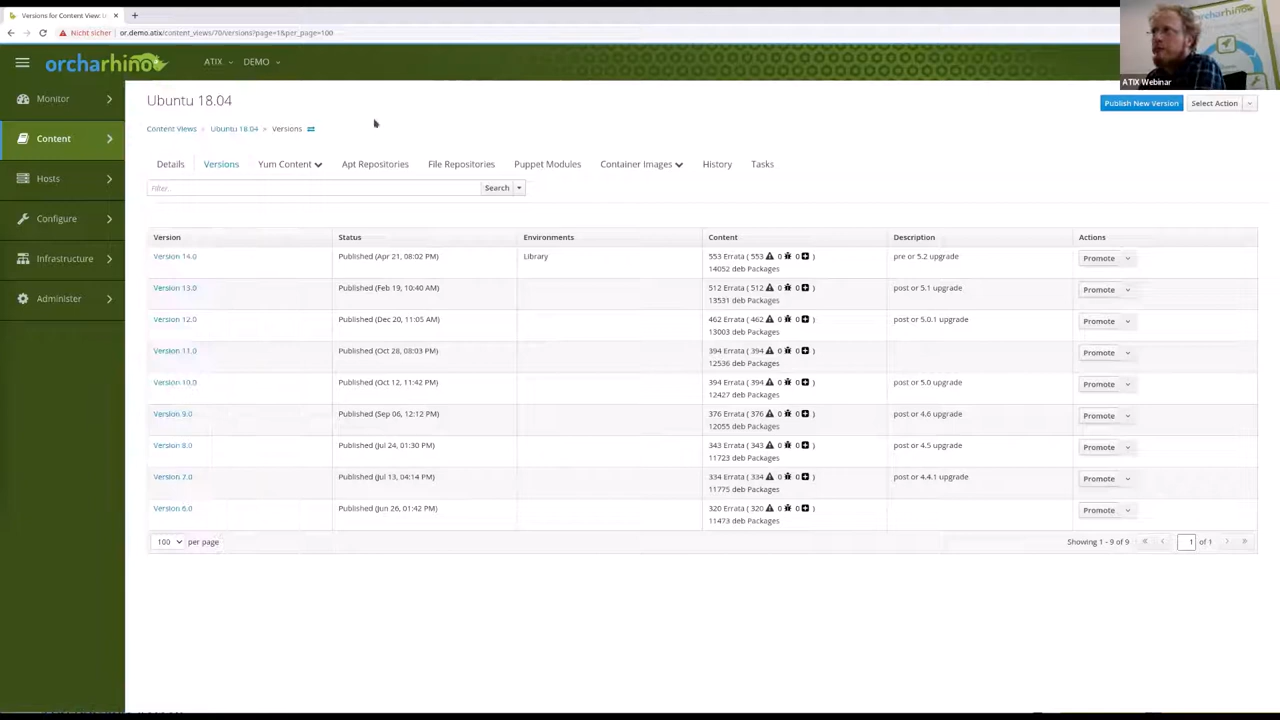 Versions for Content View: U
Nicht sicher
or.demo.atix/content_views/70/versions?page=1&per_page=100
orcharhino
ATIX
DEMO
orcharhino
ATIX Webinar
Monitor
Content
Hosts
Configure
Infrastructure
Administer
Ubuntu 18.04
Publish New Version
Select Action
Content Views » Ubuntu 18.04 » Versions
Details Versions Yum Content Apt Repositories File Repositories Puppet Modules Container Images History Tasks
Filter...
Search
Version Status Environments Content Description Actions
Version 14.0 Published (Apr 21, 08:02 PM) Library 553 Errata ( 553 0 0 ) pre or 5.2 upgrade Promote
14052 deb Packages
Version 13.0 Published (Feb 19, 10:40 AM) 512 Errata ( 512 0 0 ) post or 5.1 upgrade Promote
13531 deb Packages
Version 12.0 Published (Dec 20, 11:05 AM) 462 Errata ( 462 0 0 ) post or 5.0.1 upgrade Promote
13003 deb Packages
Version 11.0 Published (Oct 28, 08:03 PM) 394 Errata ( 394 0 0 ) Promote
12536 deb Packages
Version 10.0 Published (Oct 12, 11:42 PM) 394 Errata ( 394 0 0 ) post or 5.0 upgrade Promote
12427 deb Packages
Version 9.0 Published (Sep 06, 12:12 PM) 376 Errata ( 376 0 0 ) post or 4.6 upgrade Promote
12055 deb Packages
Version 8.0 Published (Jul 24, 01:30 PM) 343 Errata ( 343 0 0 ) post or 4.5 upgrade Promote
11723 deb Packages
Version 7.0 Published (Jul 13, 04:14 PM) 334 Errata ( 334 0 0 ) post or 4.4.1 upgrade Promote
11775 deb Packages
Version 6.0 Published (Jun 26, 01:42 PM) 320 Errata ( 320 0 0 ) Promote
11473 deb Packages
100 per page
Showing 1 - 9 of 9 « ‹ 1 of 1 › »